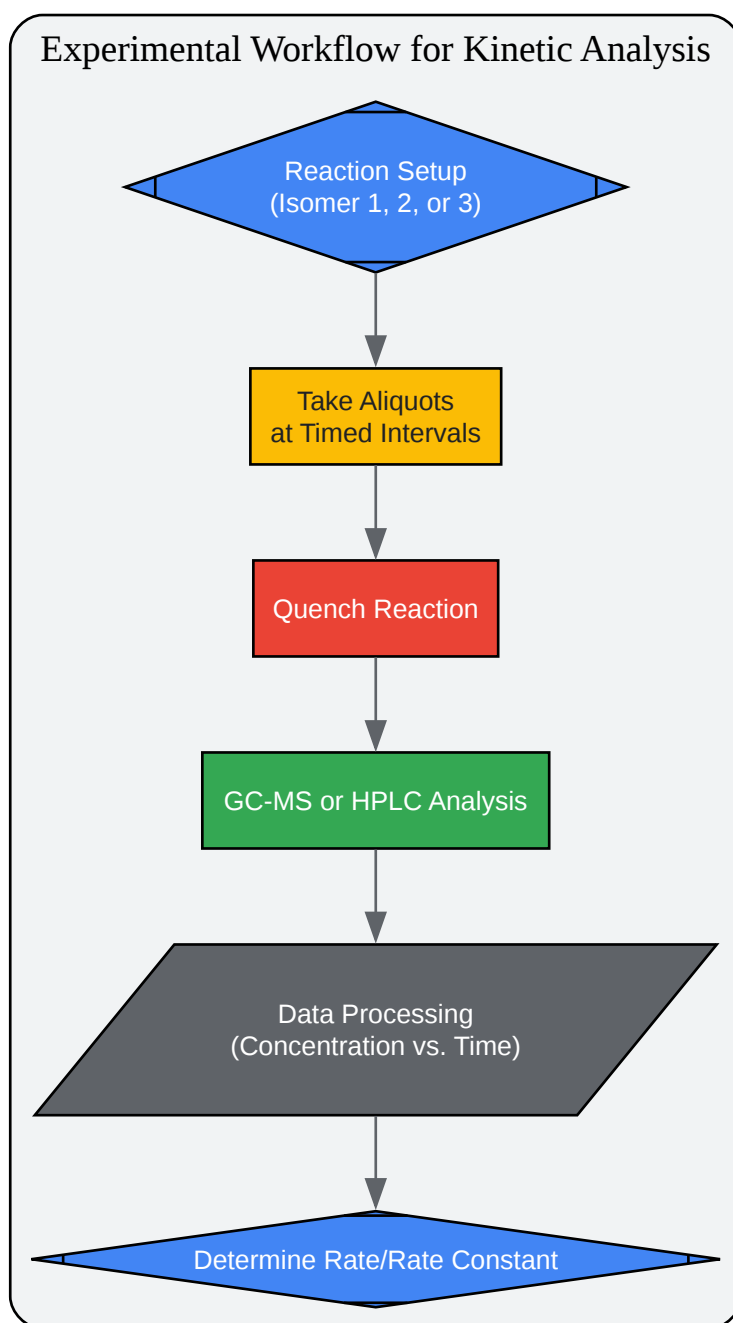 Experimental Workflow for Kinetic Analysis
Reaction Setup
(Isomer 1, 2, or 3)
Take Aliquots
at Timed Intervals
Quench Reaction
GC-MS or HPLC Analysis
Data Processing
(Concentration vs. Time)
Determine Rate/Rate Constant